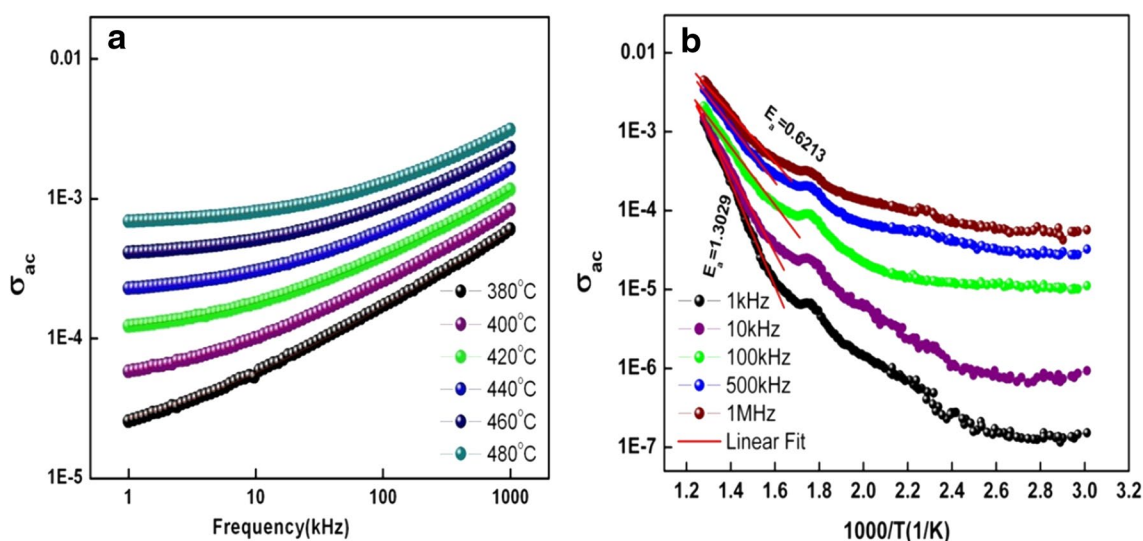 a
0.01
1E-3
1E-4
1E-5
σac
1
10
100
1000
Frequency(kHz)
380°C
400°C
420°C
440°C
460°C
480°C
b
0.01
1E-3
1E-4
1E-5
1E-6
1E-7
σac
Ea=0.6213
Ea=1.3029
1kHz
10kHz
100kHz
500kHz
1MHz
Linear Fit
1.2 1.4 1.6 1.8 2.0 2.2 2.4 2.6 2.8 3.0 3.2
1000/T(1/K)